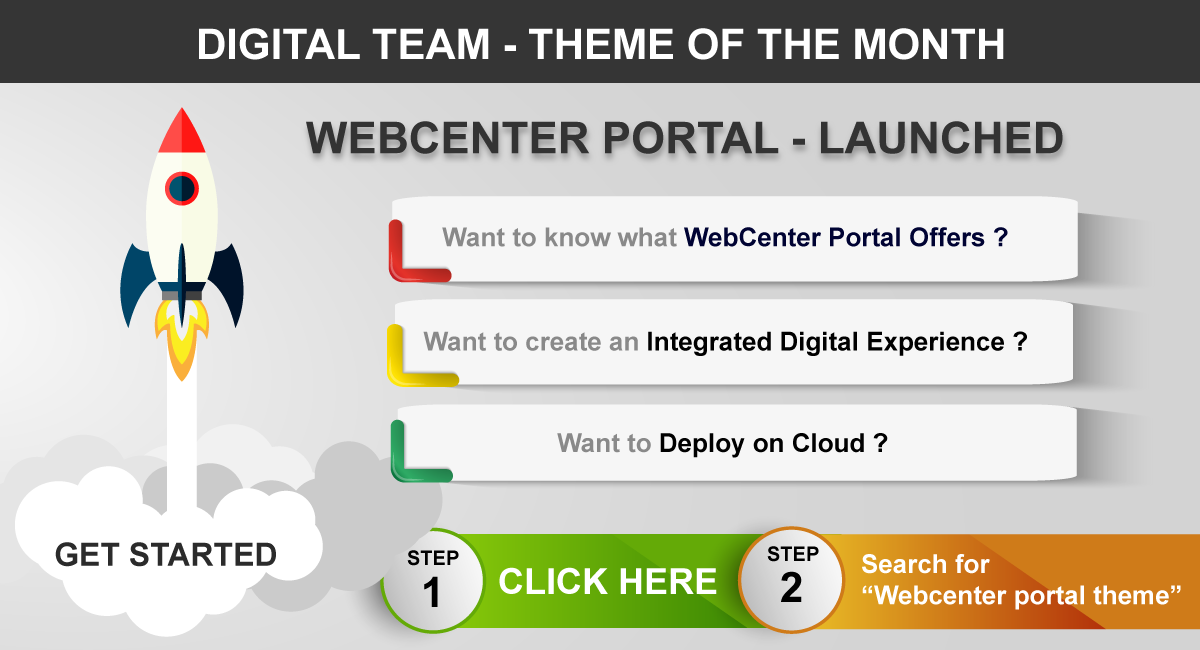 DIGITAL TEAM - THEME OF THE MONTH
WEBCENTER PORTAL - LAUNCHED
Want to know what WebCenter Portal Offers ?
Want to create an Integrated Digital Experience ?
Want to Deploy on Cloud ?
GET STARTED
STEP
1
CLICK HERE
STEP
2
Search for
“Webcenter portal theme”